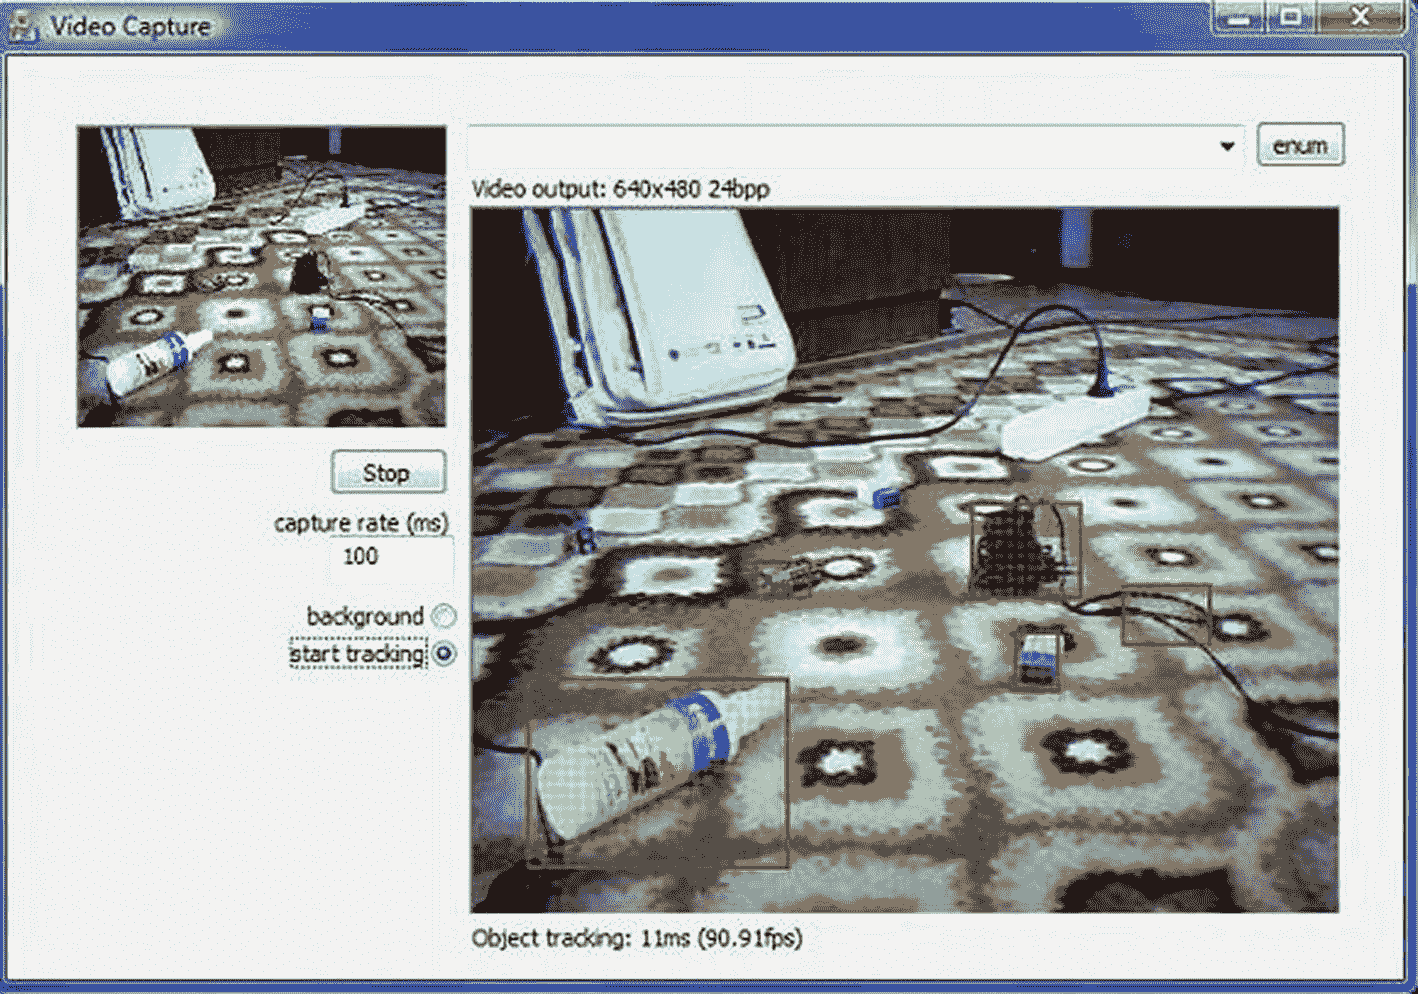 Video Capture
enum
Video output: 640x480 24bpp
Stop
capture rate (ms)
100
background
start tracking
Object tracking: 11ms (90.91fps)